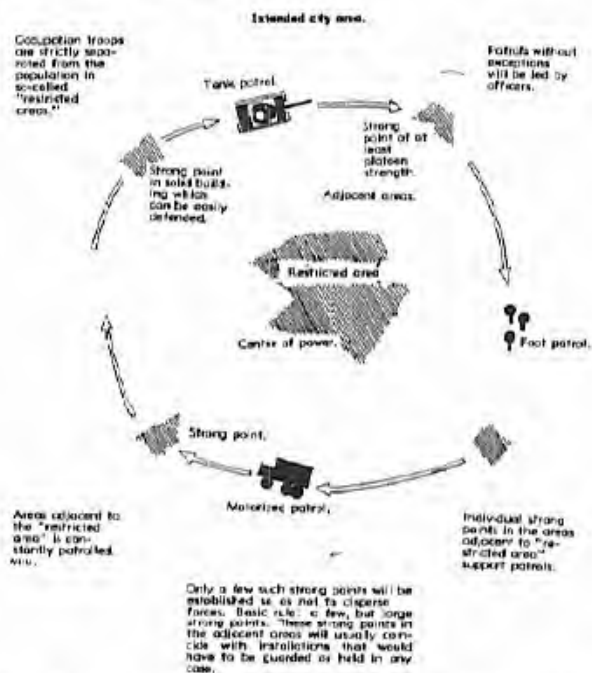 Extended city area.
Occupation troops
are strictly sepa-
rated from the
population in
so-called
"restricted
areas."
Tank patrol.
Patrols without
exceptions
will be led by
officers.
Strong
point of at
least
platoon
strength.
Strong point
in solid build-
ing which
can be easily
defended.
Adjacent areas.
Restricted area
Center of power.
Foot patrol.
Strong point.
Motorized patrol.
Areas adjacent to
the "restricted
area" is con-
stantly patrolled
Individual strong
points in the areas
adjacent to "re-
stricted area"
support patrols.
Only a few such strong points will be
established so as not to disperse
forces. Basic rule: a few, but large
strong points. These strong points in
the adjacent areas will usually coin-
cide with installations that would
have to be guarded or held in any
case.